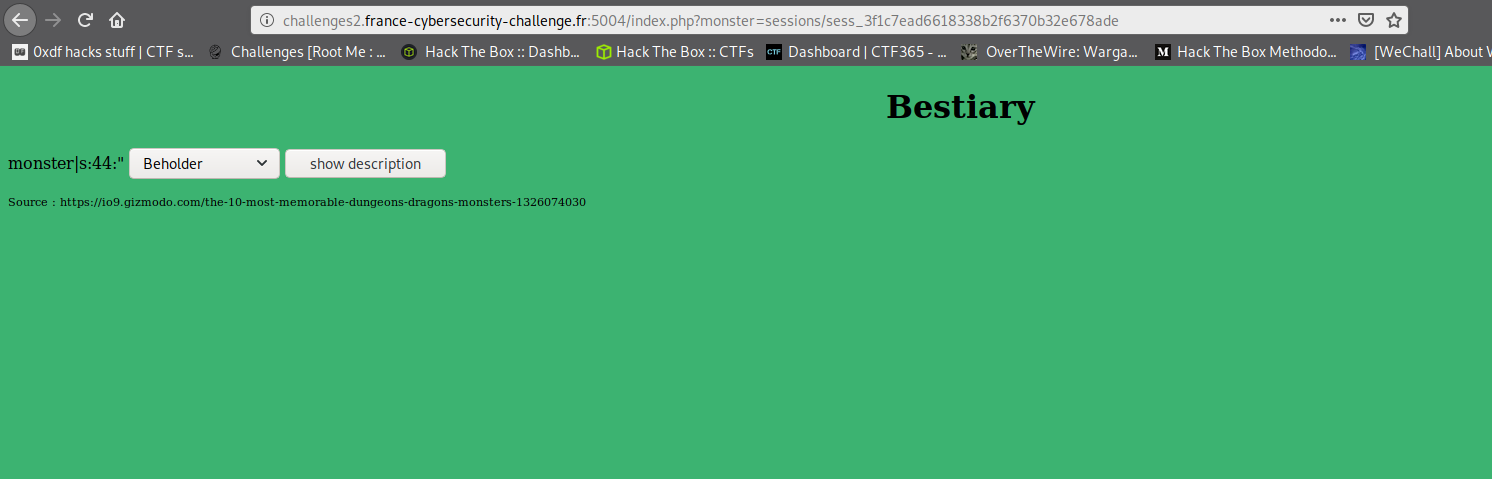 challenges2.france-cybersecurity-challenge.fr:5004/index.php?monster=sessions/sess_3f1c7ead6618338b2f6370b32e678ade
0xdf hacks stuff | CTF s... Challenges [Root Me : ... Hack The Box :: Dashb... Hack The Box :: CTFs Dashboard | CTF365 - ... OverTheWire: Warga... Hack The Box Methodo... [WeChall] About W
Bestiary
monster|s:44:" Beholder show description
Source : https://io9.gizmodo.com/the-10-most-memorable-dungeons-dragons-monsters-1326074030